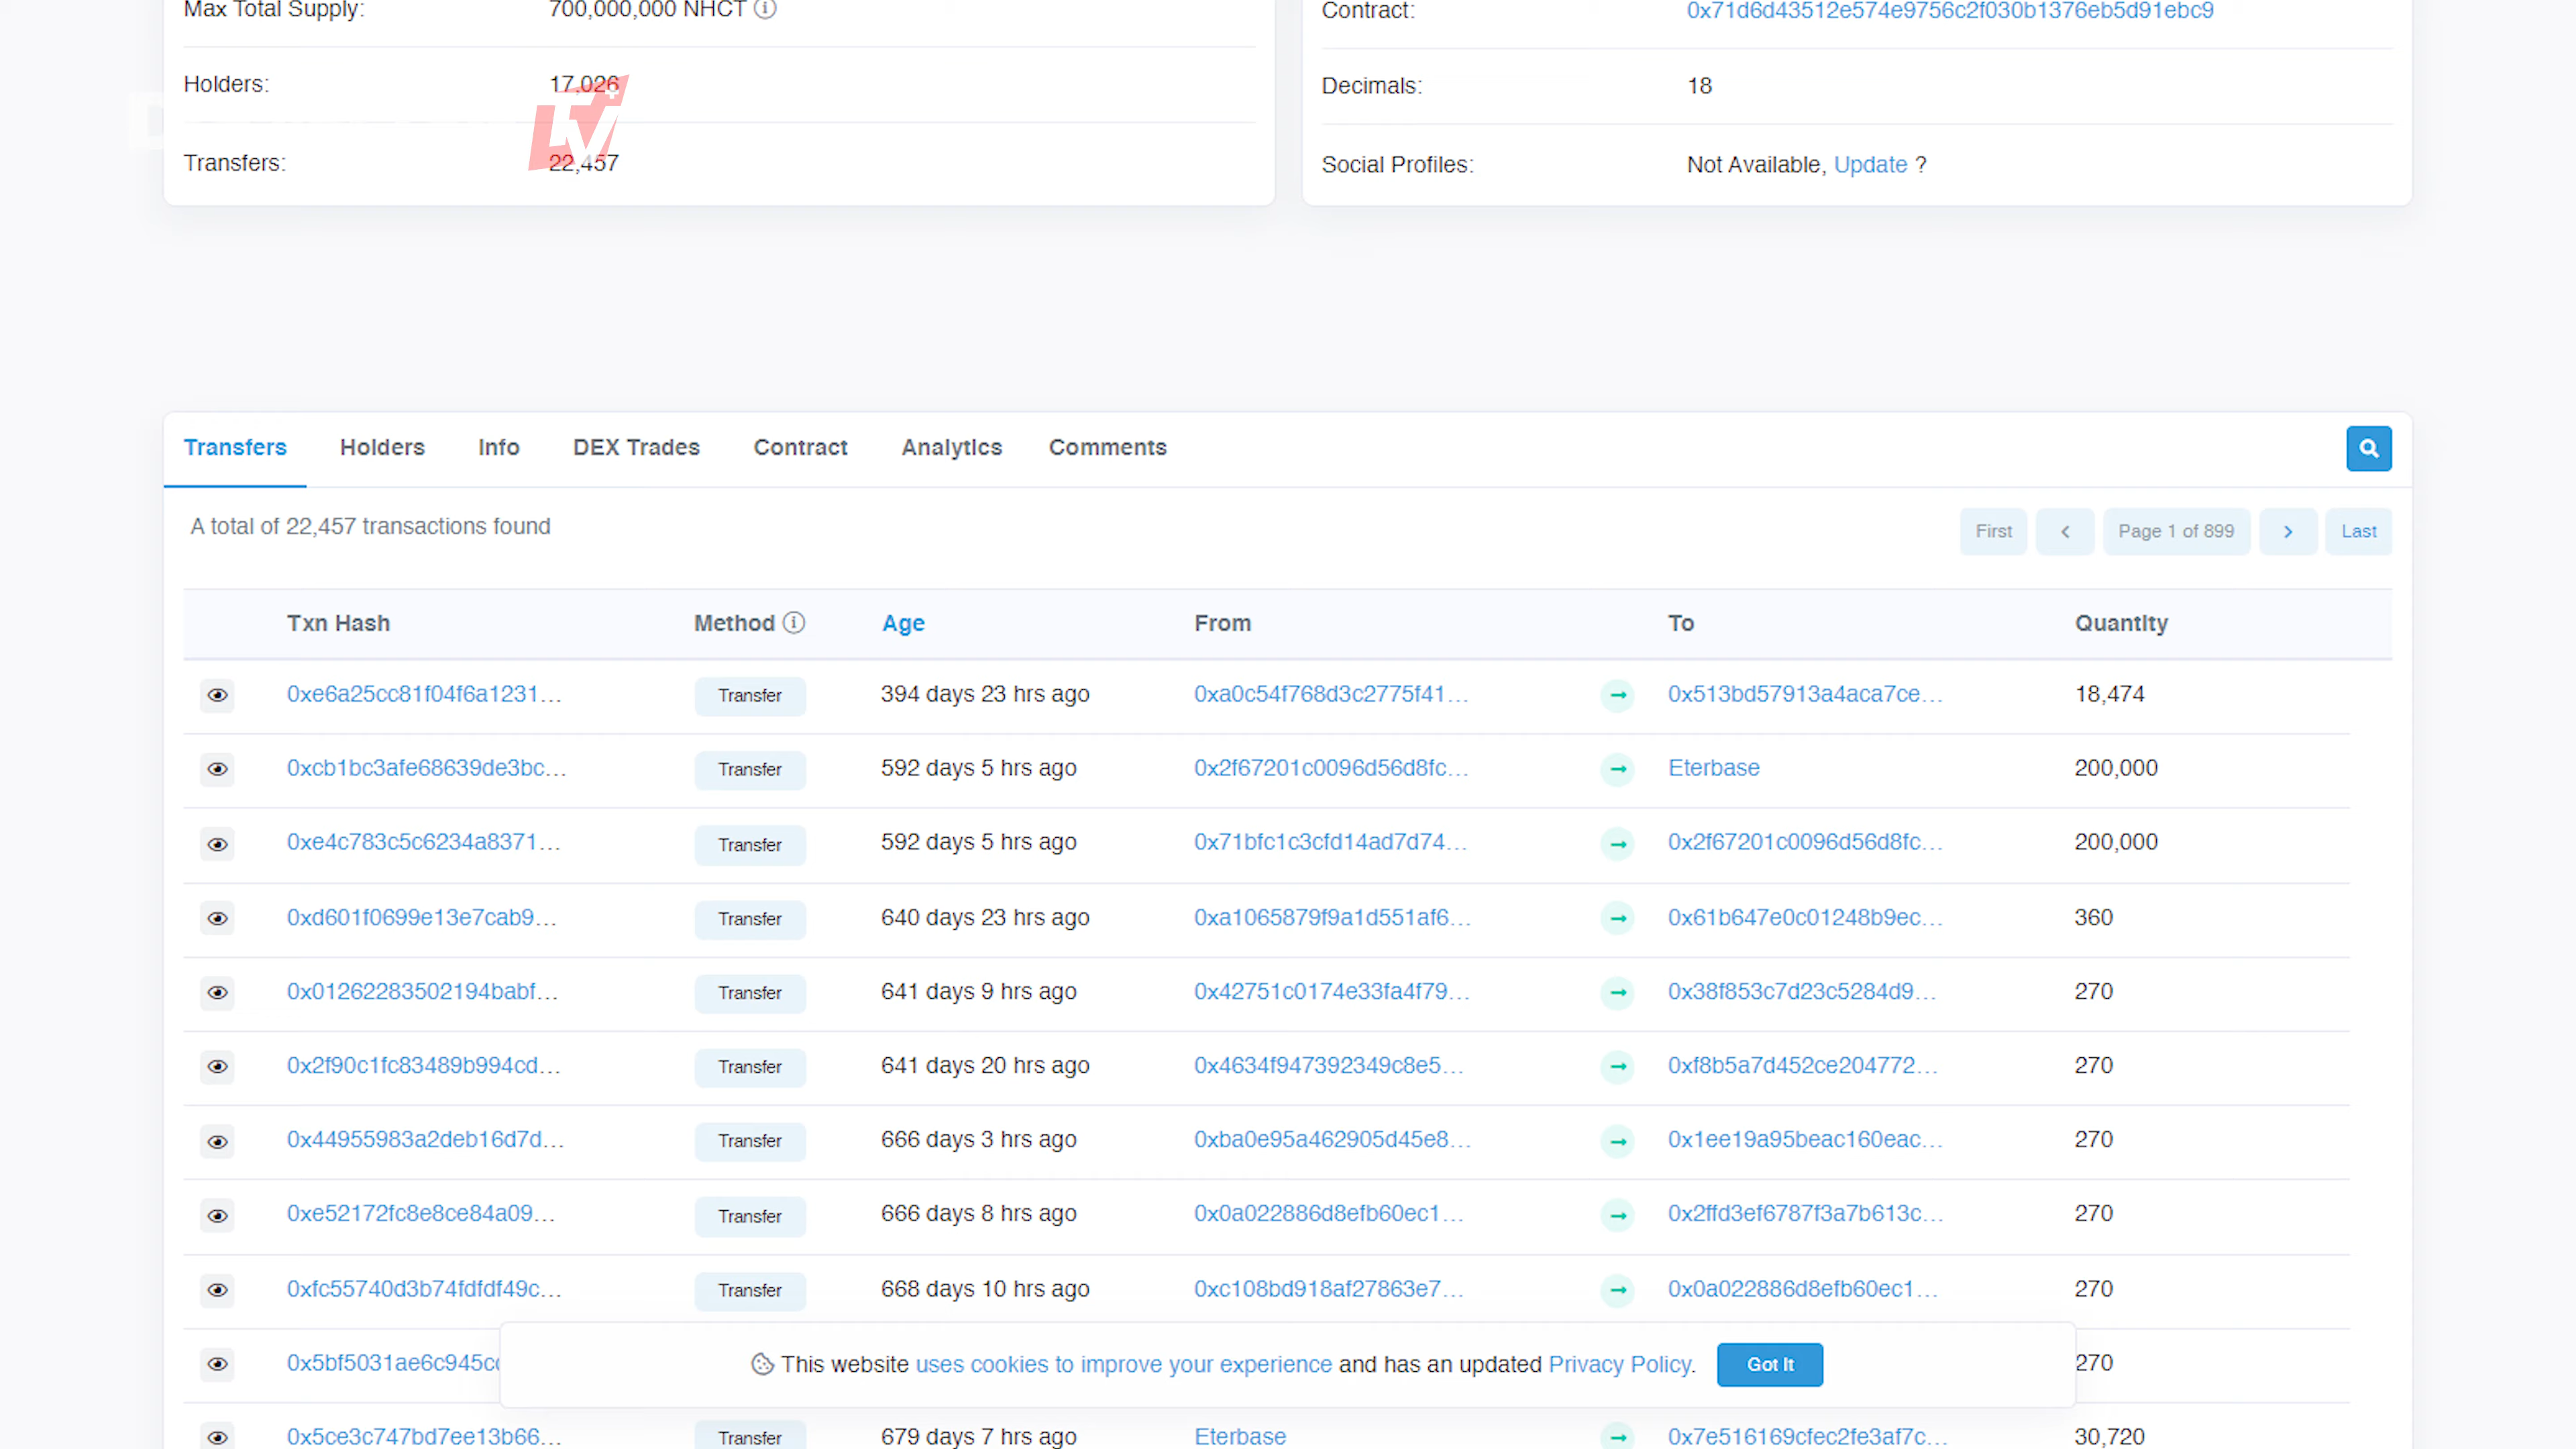 Max Total Supply: 700,000,000 NHCT
Contract: 0x71d6d43512e574e9756c2f030b1376eb5d91ebc9
Holders: 17,026
Decimals: 18
Transfers: 22,457
Social Profiles: Not Available, Update ?
Transfers Holders Info DEX Trades Contract Analytics Comments
A total of 22,457 transactions found
First Page 1 of 899 Last
Txn Hash Method Age From To Quantity
0xe6a25cc81f04f6a1231... Transfer 394 days 23 hrs ago 0xa0c54f768d3c2775f41... 0x513bd57913a4aca7ce... 18,474
0xcb1bc3afe68639de3bc... Transfer 592 days 5 hrs ago 0x2f67201c0096d56d8fc... Eterbase 200,000
0xe4c783c5c6234a8371... Transfer 592 days 5 hrs ago 0x71bfc1c3cfd14ad7d74... 0x2f67201c0096d56d8fc... 200,000
0xd601f0699e13e7cab9... Transfer 640 days 23 hrs ago 0xa1065879f9a1d551af6... 0x61b647e0c01248b9ec... 360
0x01262283502194babf... Transfer 641 days 9 hrs ago 0x42751c0174e33fa4f79... 0x38f853c7d23c5284d9... 270
0x2f90c1fc83489b994cd... Transfer 641 days 20 hrs ago 0x4634f947392349c8e5... 0xf8b5a7d452ce204772... 270
0x44955983a2deb16d7d... Transfer 666 days 3 hrs ago 0xba0e95a462905d45e8... 0x1ee19a95beac160eac... 270
0xe52172fc8e8ce84a09... Transfer 666 days 8 hrs ago 0x0a022886d8efb60ec1... 0x2ffd3ef6787f3a7b613c... 270
0xfc55740d3b74fdfdf49c... Transfer 668 days 10 hrs ago 0xc108bd918af27863e7... 0x0a022886d8efb60ec1... 270
0x5bf5031ae6c945c 270
This website uses cookies to improve your experience and has an updated Privacy Policy. Got It
0x5ce3c747bd7ee13b66... Transfer 679 days 7 hrs ago Eterbase 0x7e516169cfec2fe3af7c... 30,720